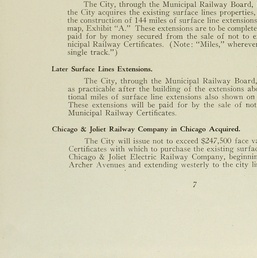 The City, through the Municipal Railway Board,
the City acquires the existing surface lines properties,
the construction of 144 miles of surface line extensions
map, Exhibit "A." These extensions are to be complete
paid for by money secured from the sale of not to e
nicipal Railway Certificates. (Note: "Miles," wherever
single track.")
Later Surface Lines Extensions.
The City, through the Municipal Railway Board,
as practicable after the building of the extensions abo
tional miles of surface line extensions also shown on
These extensions will be paid for by the sale of not
Municipal Railway Certificates.
Chicago & Joliet Railway Company in Chicago Acquired.
The City will issue not to exceed $247,500 face va
Certificates with which to purchase the existing surfac
Chicago & Joliet Electric Railway Company, beginnin
Archer Avenues and extending westerly to the city li
7